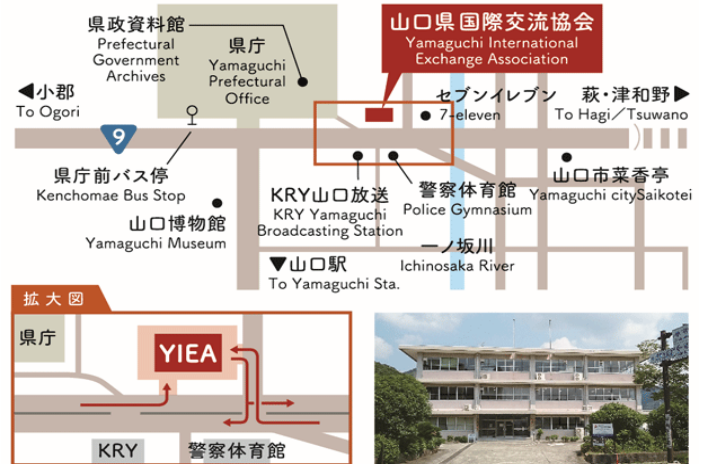 県政資料館
Prefectural
Government
Archives
県庁
Yamaguchi
Prefectural
Office
山口県国際交流協会
Yamaguchi International
Exchange Association
◀小郡
To Ogori
セブンイレブン
7-eleven
萩・津和野▶
To Hagi/Tsuwano
9
県庁前バス停
Kenchomae Bus Stop
山口博物館
Yamaguchi Museum
KRY山口放送
KRY Yamaguchi
Broadcasting Station
警察体育館
Police Gymnasium
山口市菜香亭
Yamaguchi citySaikotei
▼山口駅
To Yamaguchi Sta.
一ノ坂川
Ichinosaka River
拡大図
県庁
YIEA
KRY
警察体育館